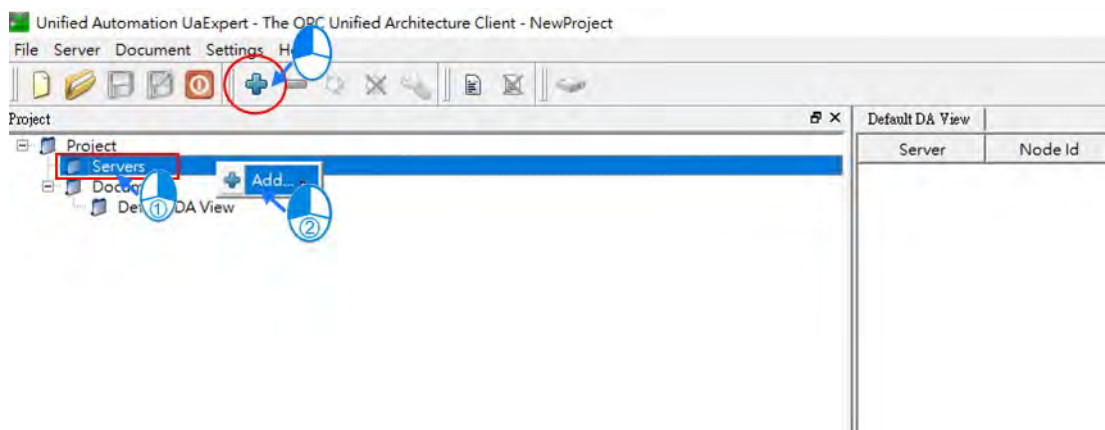 Unified Automation UaExpert - The OPC Unified Architecture Client - NewProject
File Server Document Settings
Project
Default DA View
Server Node Id
Project
Servers
Add...
①
DA View
②